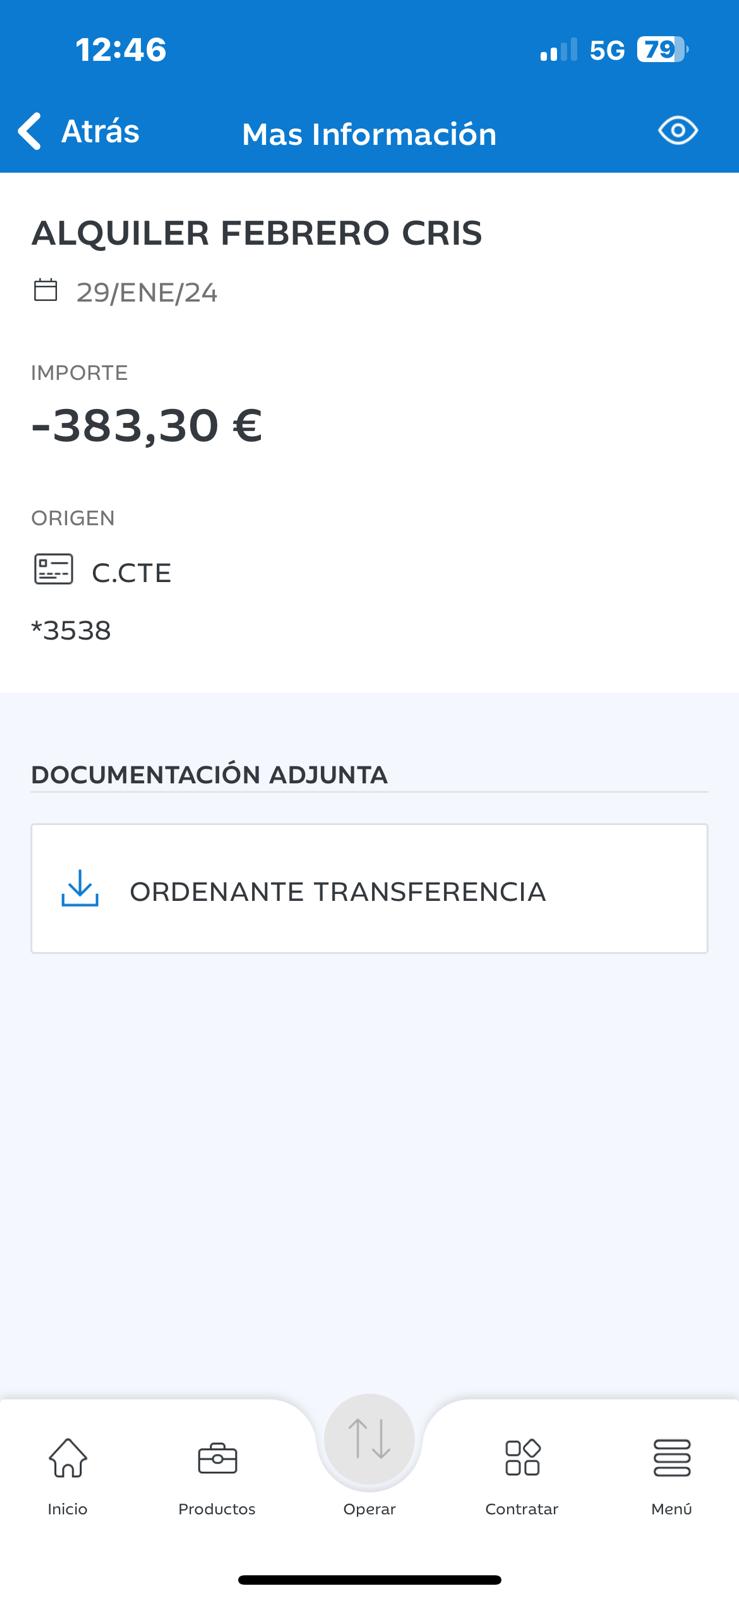 12:46 5G 79
Atrás Mas Información
ALQUILER FEBRERO CRIS
29/ENE/24
IMPORTE
-383,30 €
ORIGEN
C.CTE
*3538
DOCUMENTACIÓN ADJUNTA
ORDENANTE TRANSFERENCIA
Inicio Productos Operar Contratar Menú